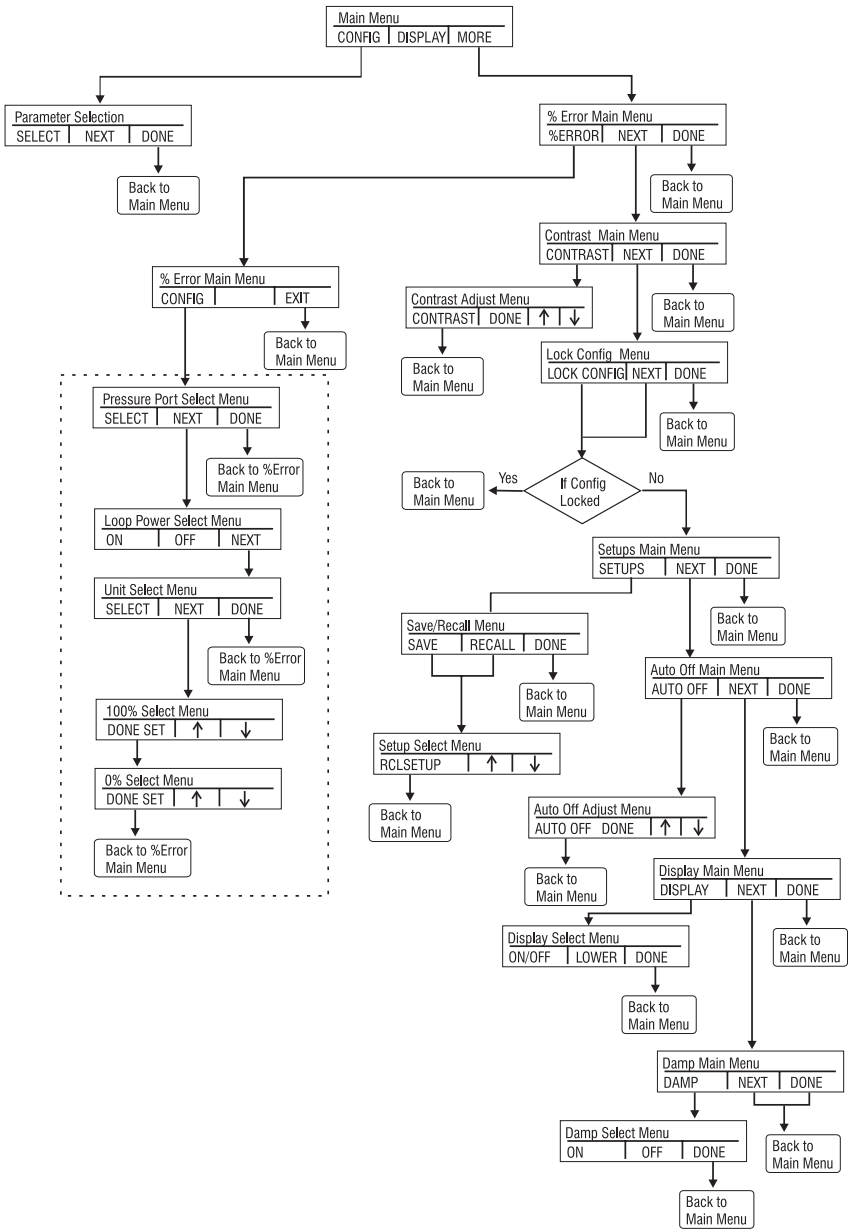 Main Menu
CONFIG DISPLAY MORE
Parameter Selection
SELECT NEXT DONE
Back to
Main Menu
% Error Main Menu
%ERROR NEXT DONE
Back to
Main Menu
Contrast Main Menu
CONTRAST NEXT DONE
Back to
Main Menu
% Error Main Menu
CONFIG EXIT
Back to
Main Menu
Contrast Adjust Menu
CONTRAST DONE ↑ ↓
Back to
Main Menu
Lock Config Menu
LOCK CONFIG NEXT DONE
Back to
Main Menu
Pressure Port Select Menu
SELECT NEXT DONE
Back to %Error
Main Menu
Loop Power Select Menu
ON OFF NEXT
Unit Select Menu
SELECT NEXT DONE
Back to %Error
Main Menu
100% Select Menu
DONE SET ↑ ↓
0% Select Menu
DONE SET ↑ ↓
Back to %Error
Main Menu
If Config
Locked
Yes
No
Back to
Main Menu
Setups Main Menu
SETUPS NEXT DONE
Back to
Main Menu
Save/Recall Menu
SAVE RECALL DONE
Back to
Main Menu
Setup Select Menu
RCLSETUP ↑ ↓
Back to
Main Menu
Auto Off Main Menu
AUTO OFF NEXT DONE
Back to
Main Menu
Auto Off Adjust Menu
AUTO OFF DONE ↑ ↓
Back to
Main Menu
Display Main Menu
DISPLAY NEXT DONE
Back to
Main Menu
Display Select Menu
ON/OFF LOWER DONE
Back to
Main Menu
Damp Main Menu
DAMP NEXT DONE
Back to
Main Menu
Damp Select Menu
ON OFF DONE
Back to
Main Menu